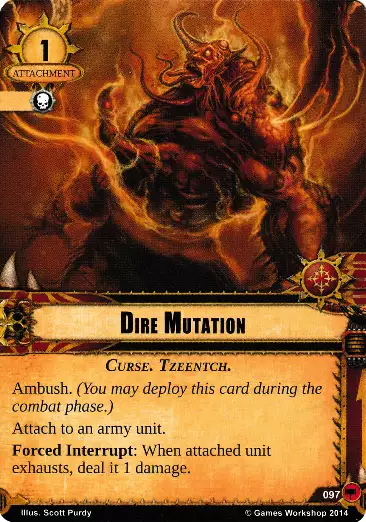 1
ATTACHMENT
DIRE MUTATION
CURSE. TZEENTCH.
Ambush. (You may deploy this card during the
combat phase.)
Attach to an army unit.
Forced Interrupt: When attached unit
exhausts, deal it 1 damage.
097
Illus. Scott Purdy
© Games Workshop 2014